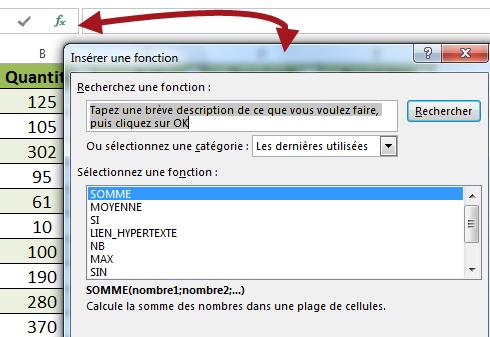 fx
B
Insérer une fonction
?
Quantit
Recherchez une fonction :
125
Tapez une brève description de ce que vous voulez faire,
puis cliquez sur OK
Rechercher
105
302
Ou sélectionnez une catégorie : Les dernières utilisées
95
Sélectionnez une fonction :
61
SOMME
MOYENNE
10
SI
LIEN_HYPERTEXTE
100
NB
MAX
190
SIN
280
SOMME(nombre1;nombre2;...)
Calcule la somme des nombres dans une plage de cellules.
370